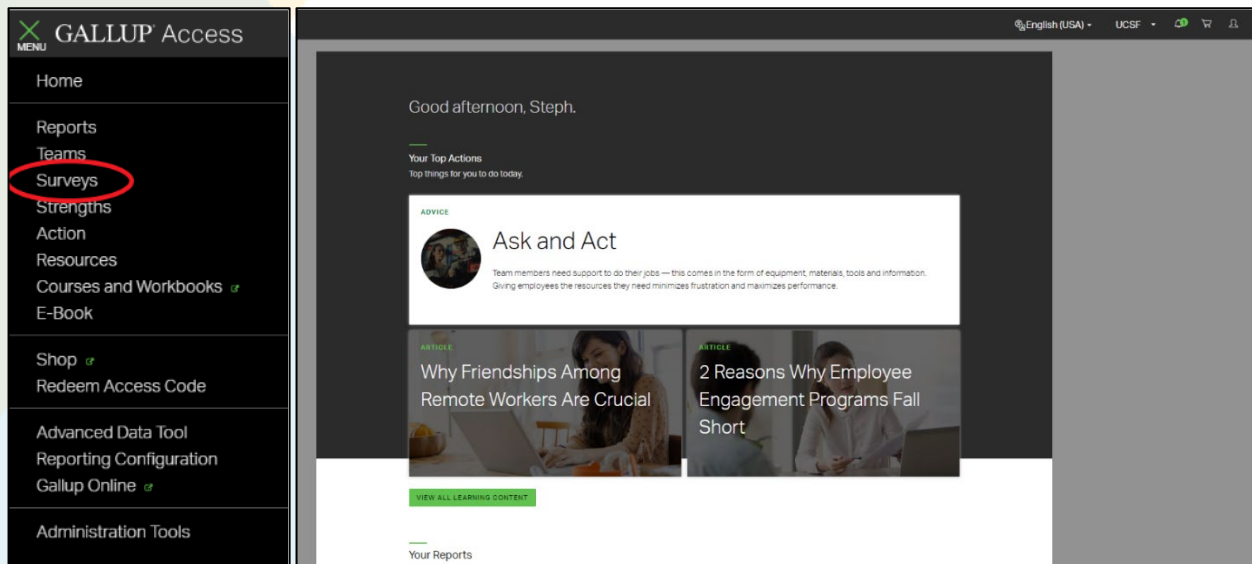 MENU
GALLUP® Access
Home
Reports
Teams
Surveys
Strengths
Action
Resources
Courses and Workbooks
E-Book
Shop
Redeem Access Code
Advanced Data Tool
Reporting Configuration
Gallup Online
Administration Tools
English (USA)
UCSF
1
Good afternoon, Steph.
Your Top Actions
Top things for you to do today.
ADVICE
Ask and Act
Team members need support to do their jobs — this comes in the form of equipment, materials, tools and information.
Giving employees the resources they need minimizes frustration and maximizes performance.
ARTICLE
Why Friendships Among
Remote Workers Are Crucial
ARTICLE
2 Reasons Why Employee
Engagement Programs Fall
Short
VIEW ALL LEARNING CONTENT
Your Reports